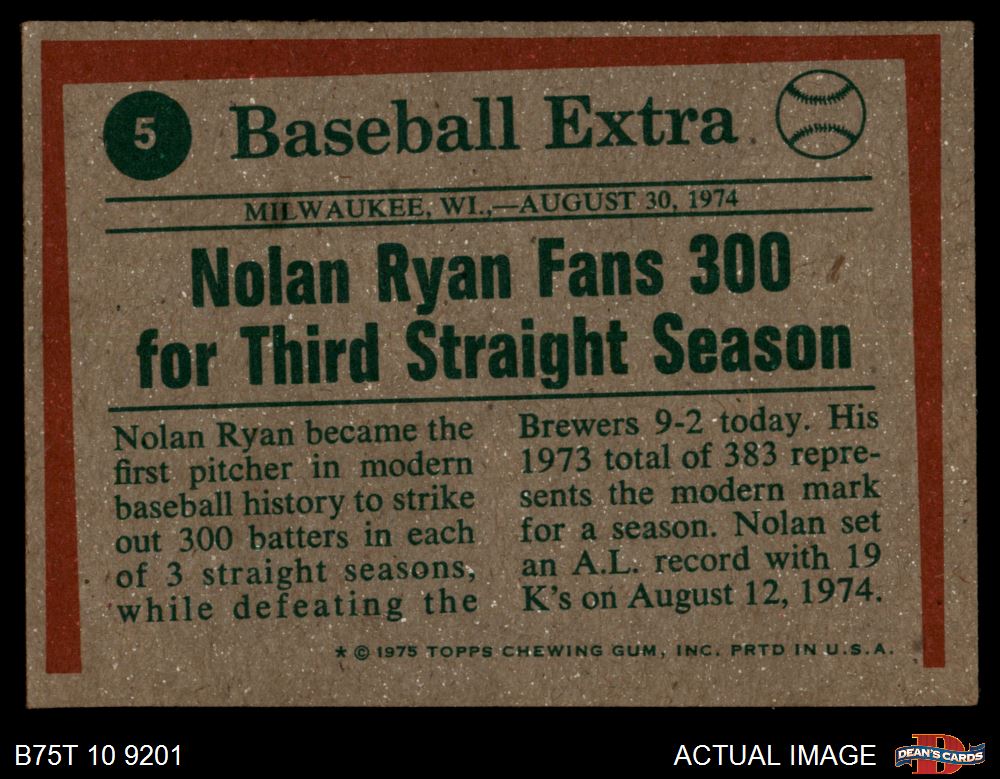 5
Baseball Extra
MILWAUKEE, WI.,—AUGUST 30, 1974
Nolan Ryan Fans 300
for Third Straight Season
Nolan Ryan became the
first pitcher in modern
baseball history to strike
out 300 batters in each
of 3 straight seasons,
while defeating the
Brewers 9-2 today. His
1973 total of 383 repre-
sents the modern mark
for a season. Nolan set
an A.L. record with 19
K's on August 12, 1974.
* © 1975 TOPPS CHEWING GUM, INC. PRTD IN U.S.A.
B75T 10 9201
ACTUAL IMAGE
D
DEAN'S CARDS